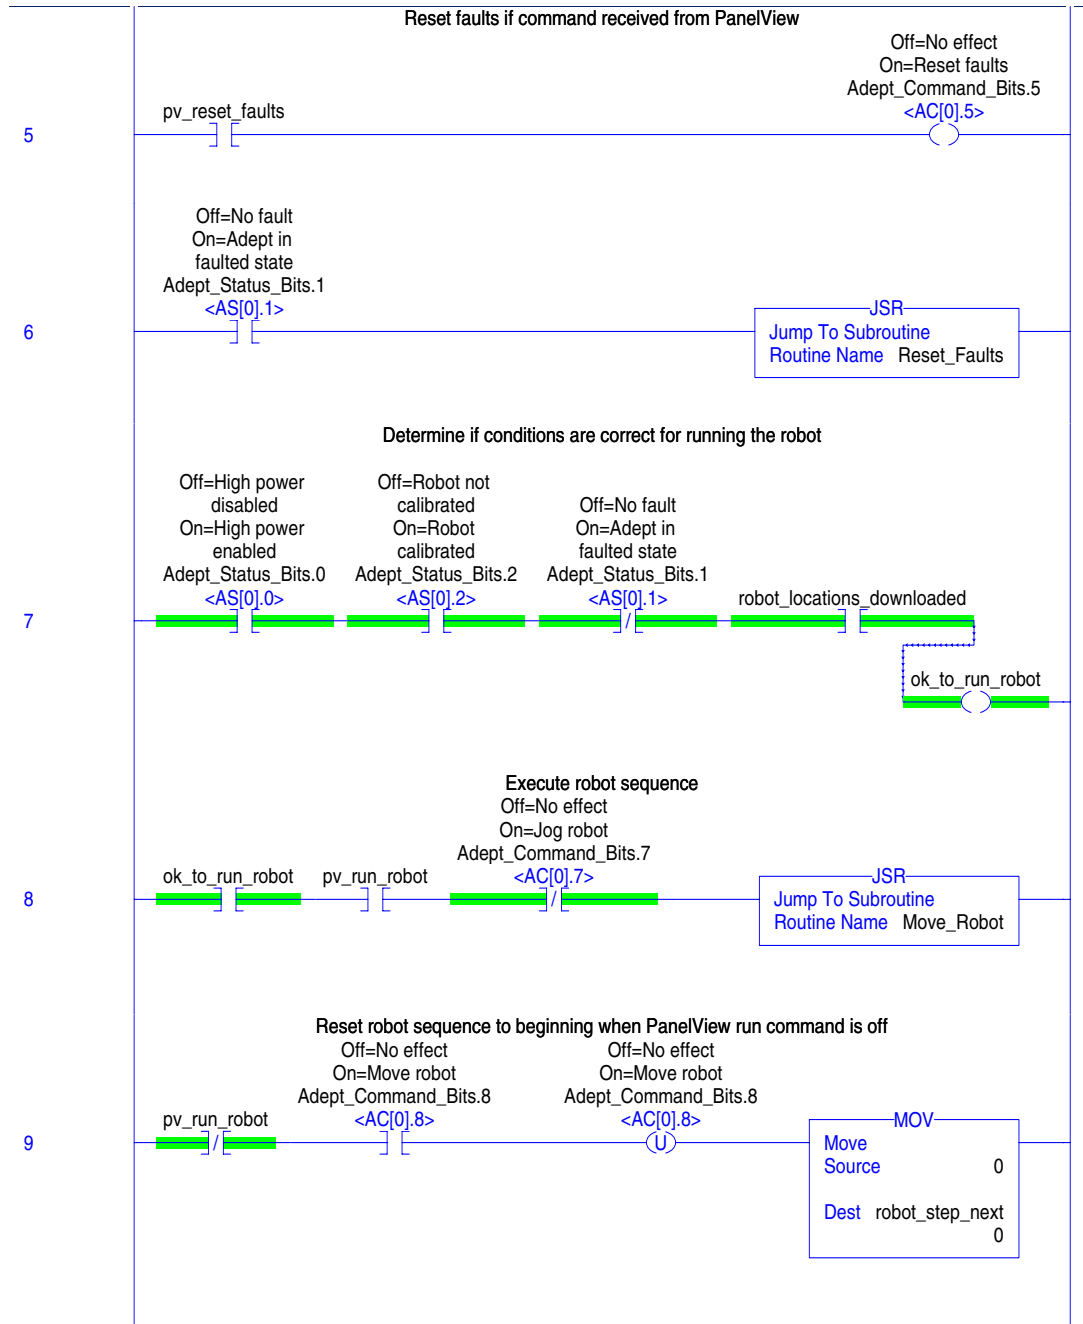 Reset faults if command received from PanelView
Off=No effect
On=Reset faults
Adept_Command_Bits.5
<AC[0].5>
pv_reset_faults
5
Off=No fault
On=Adept in
faulted state
Adept_Status_Bits.1
<AS[0].1>
6
JSR
Jump To Subroutine
Routine Name Reset_Faults
Determine if conditions are correct for running the robot
Off=High power
disabled
On=High power
enabled
Adept_Status_Bits.0
<AS[0].0>
Off=Robot not
calibrated
On=Robot
calibrated
Adept_Status_Bits.2
<AS[0].2>
Off=No fault
On=Adept in
faulted state
Adept_Status_Bits.1
<AS[0].1>
robot_locations_downloaded
7
ok_to_run_robot
Execute robot sequence
Off=No effect
On=Jog robot
Adept_Command_Bits.7
<AC[0].7>
ok_to_run_robot
pv_run_robot
8
JSR
Jump To Subroutine
Routine Name Move_Robot
Reset robot sequence to beginning when PanelView run command is off
Off=No effect
On=Move robot
Adept_Command_Bits.8
<AC[0].8>
Off=No effect
On=Move robot
Adept_Command_Bits.8
<AC[0].8>
pv_run_robot
9
U
MOV
Move
Source 0
Dest robot_step_next
0